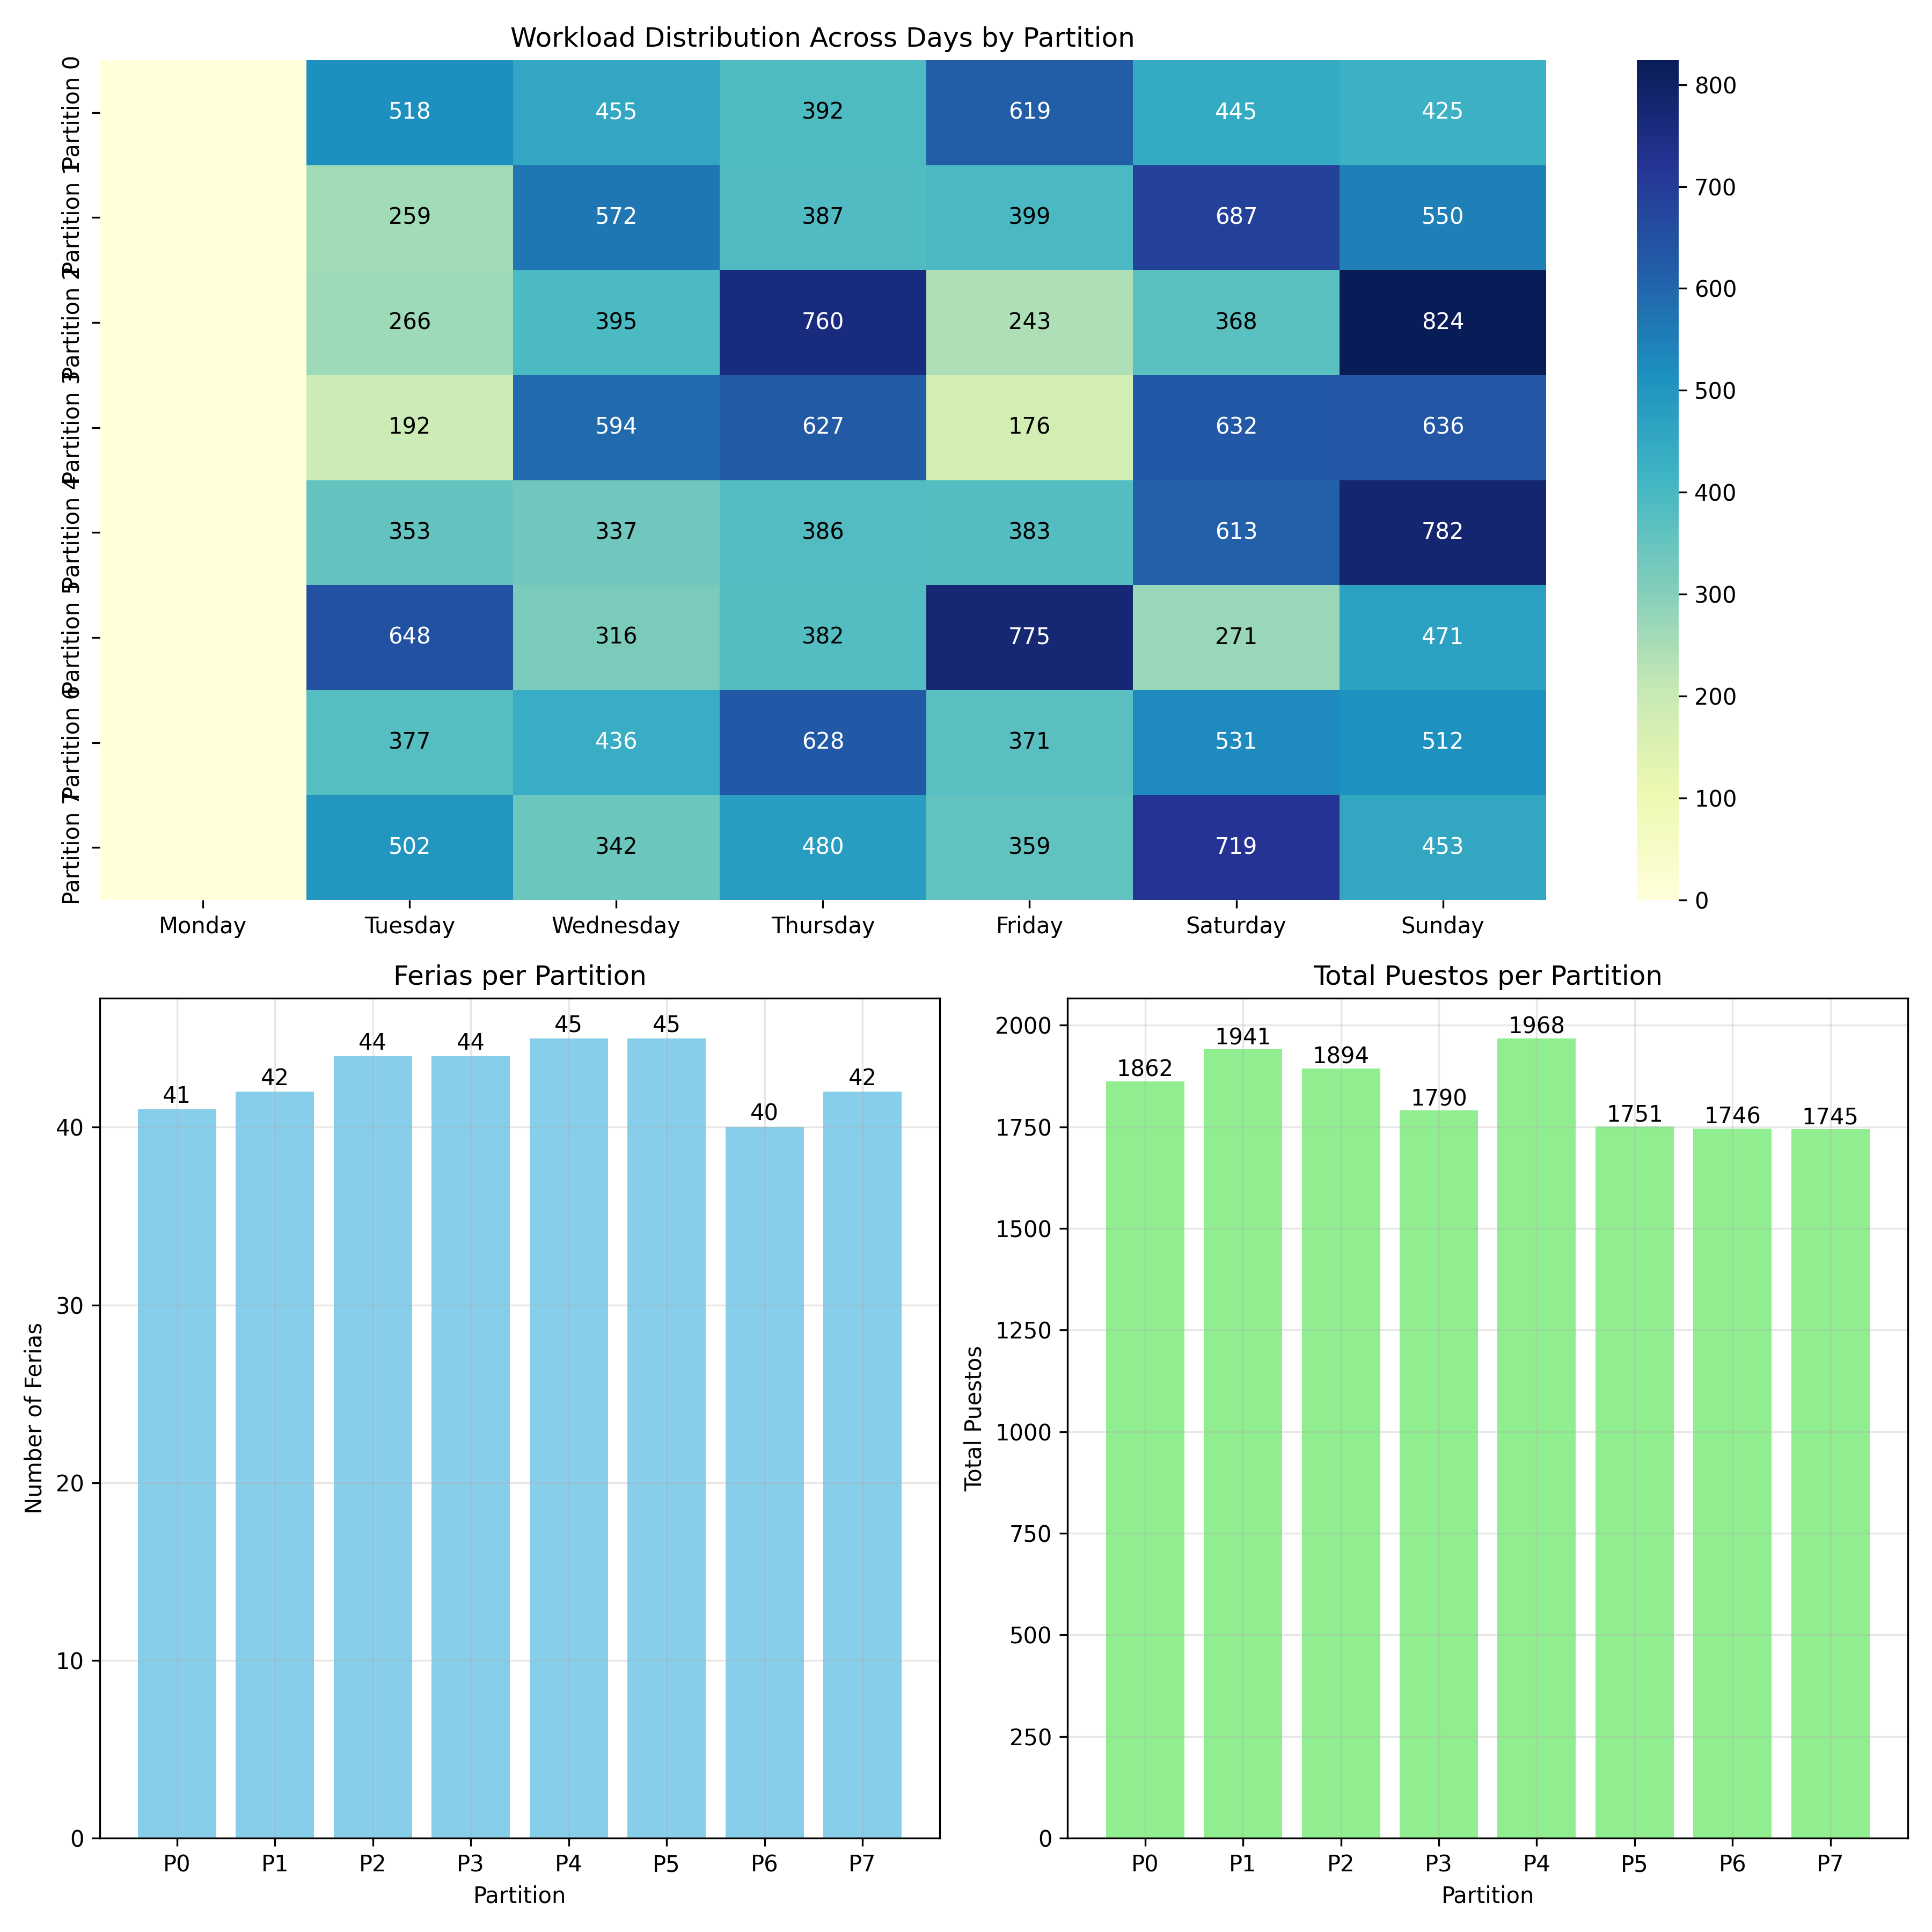 Workload Distribution Across Days by Partition
Partition 0
518 455 392 619 445 425
Partition 1
259 572 387 399 687 550
Partition 2
266 395 760 243 368 824
Partition 3
192 594 627 176 632 636
Partition 4
353 337 386 383 613 782
Partition 5
648 316 382 775 271 471
Partition 6
377 436 628 371 531 512
Partition 7
502 342 480 359 719 453
Monday Tuesday Wednesday Thursday Friday Saturday Sunday
800
700
600
500
400
300
200
100
0
Ferias per Partition
Number of Ferias
40
30
20
10
0
41 42 44 44 45 45 40 42
P0 P1 P2 P3 P4 P5 P6 P7
Partition
Total Puestos per Partition
Total Puestos
2000
1750
1500
1250
1000
750
500
250
0
1862 1941 1894 1790 1968 1751 1746 1745
P0 P1 P2 P3 P4 P5 P6 P7
Partition